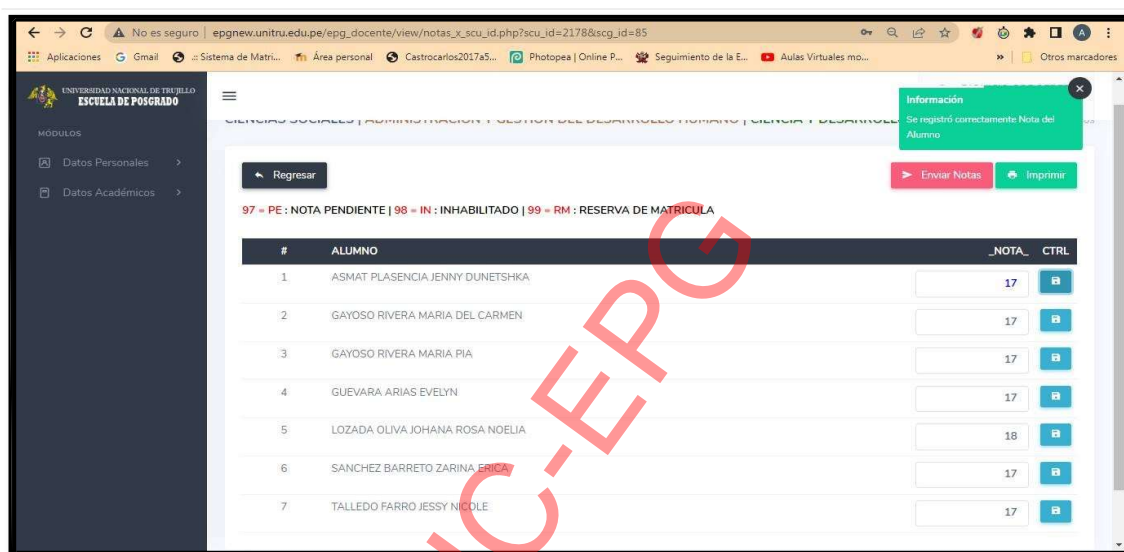 No es seguro | epgnew.unitru.edu.pe/epg_docente/view/notas_x_scu_id.php?scu_id=2178&scg_id=85
Aplicaciones Gmail .:: Sistema de Matri... Área personal Castrocarlos2017a5... Photopea | Online P... Seguimiento de la E... Aulas Virtuales mo... » Otros marcadores
UNIVERSIDAD NACIONAL DE TRUJILLO
ESCUELA DE POSGRADO
MÓDULOS
Datos Personales
Datos Académicos
CIENCIAS SOCIALES | ADMINISTRACIÓN Y GESTIÓN DEL DESARROLLO HUMANO | CIENCIA Y
Información
Se registró correctamente Nota del
Alumno
Regresar
Enviar Notas
Imprimir
97 = PE : NOTA PENDIENTE | 98 = IN : INHABILITADO | 99 = RM : RESERVA DE MATRICULA
# ALUMNO _NOTA_ CTRL
1 ASMAT PLASENCIA JENNY DUNETSHKA 17
2 GAYOSO RIVERA MARIA DEL CARMEN 17
3 GAYOSO RIVERA MARIA PIA 17
4 GUEVARA ARIAS EVELYN 17
5 LOZADA OLIVA JOHANA ROSA NOELIA 18
6 SANCHEZ BARRETO ZARINA ERICA 17
7 TALLEDO FARRO JESSY NICOLE 17
C-EPG